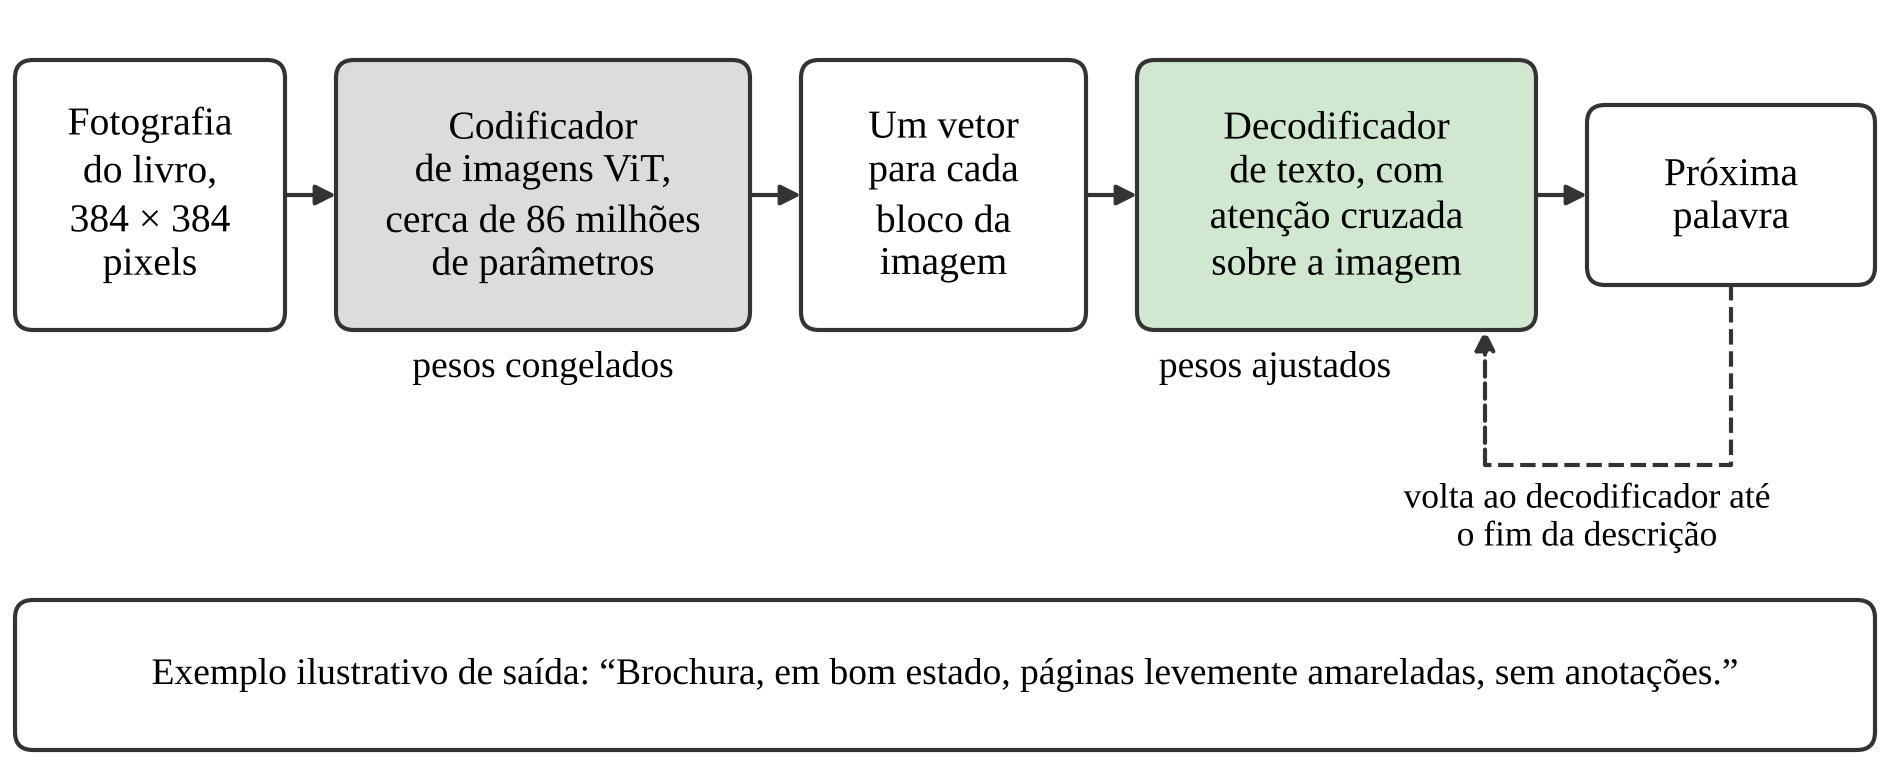 Fotografia
do livro,
384 × 384
pixels
Codificador
de imagens ViT,
cerca de 86 milhões
de parâmetros
pesos congelados
Um vetor
para cada
bloco da
imagem
Decodificador
de texto, com
atenção cruzada
sobre a imagem
pesos ajustados
Próxima
palavra
volta ao decodificador até
o fim da descrição
Exemplo ilustrativo de saída: “Brochura, em bom estado, páginas levemente amareladas, sem anotações.”